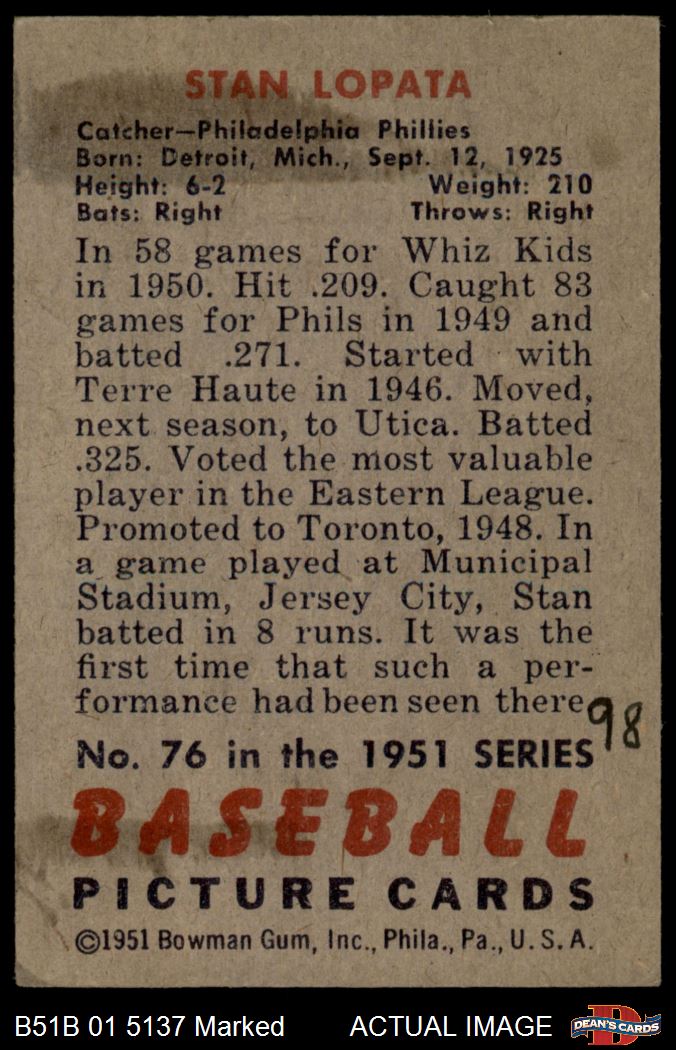 STAN LOPATA
Catcher—Philadelphia Phillies
Born: Detroit, Mich., Sept. 12, 1925
Height: 6-2 Weight: 210
Bats: Right Throws: Right
In 58 games for Whiz Kids
in 1950. Hit .209. Caught 83
games for Phils in 1949 and
batted .271. Started with
Terre Haute in 1946. Moved,
next season, to Utica. Batted
.325. Voted the most valuable
player in the Eastern League.
Promoted to Toronto, 1948. In
a game played at Municipal
Stadium, Jersey City, Stan
batted in 8 runs. It was the
first time that such a per-
formance had been seen there.
98
No. 76 in the 1951 SERIES
BASEBALL
PICTURE CARDS
©1951 Bowman Gum, Inc., Phila., Pa., U. S. A.
B51B 01 5137 Marked ACTUAL IMAGE DEAN'S CARDS